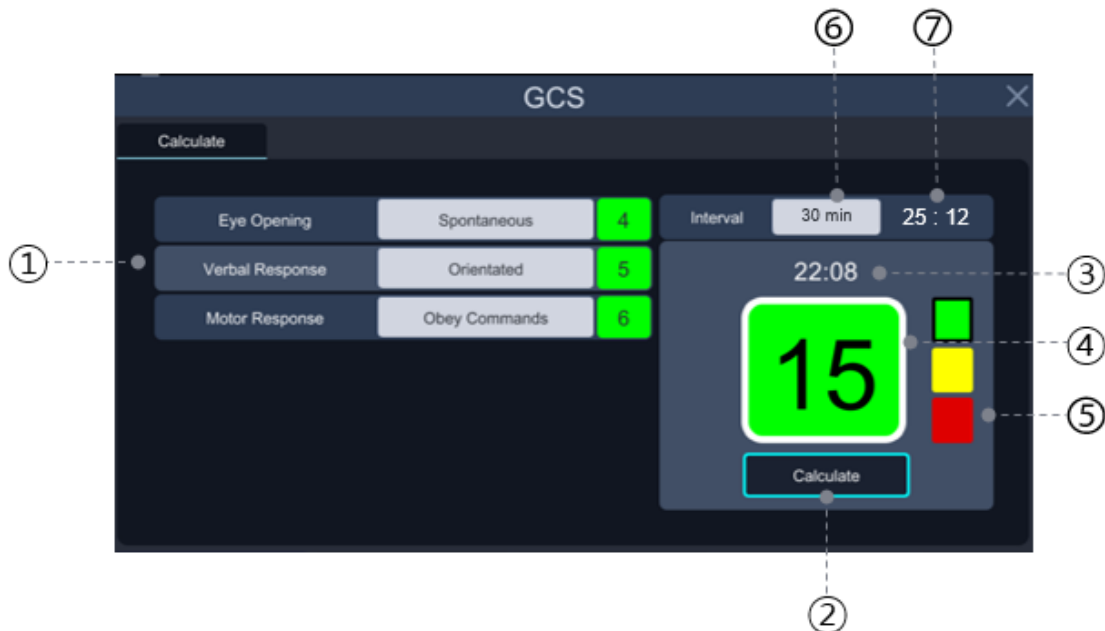 ⑥ ⑦
GCS
Calculate
Eye Opening Spontaneous 4 Interval 30 min 25 : 12
① Verbal Response Orientated 5 22:08 ③
Motor Response Obey Commands 6
15 ④
⑤
Calculate
②